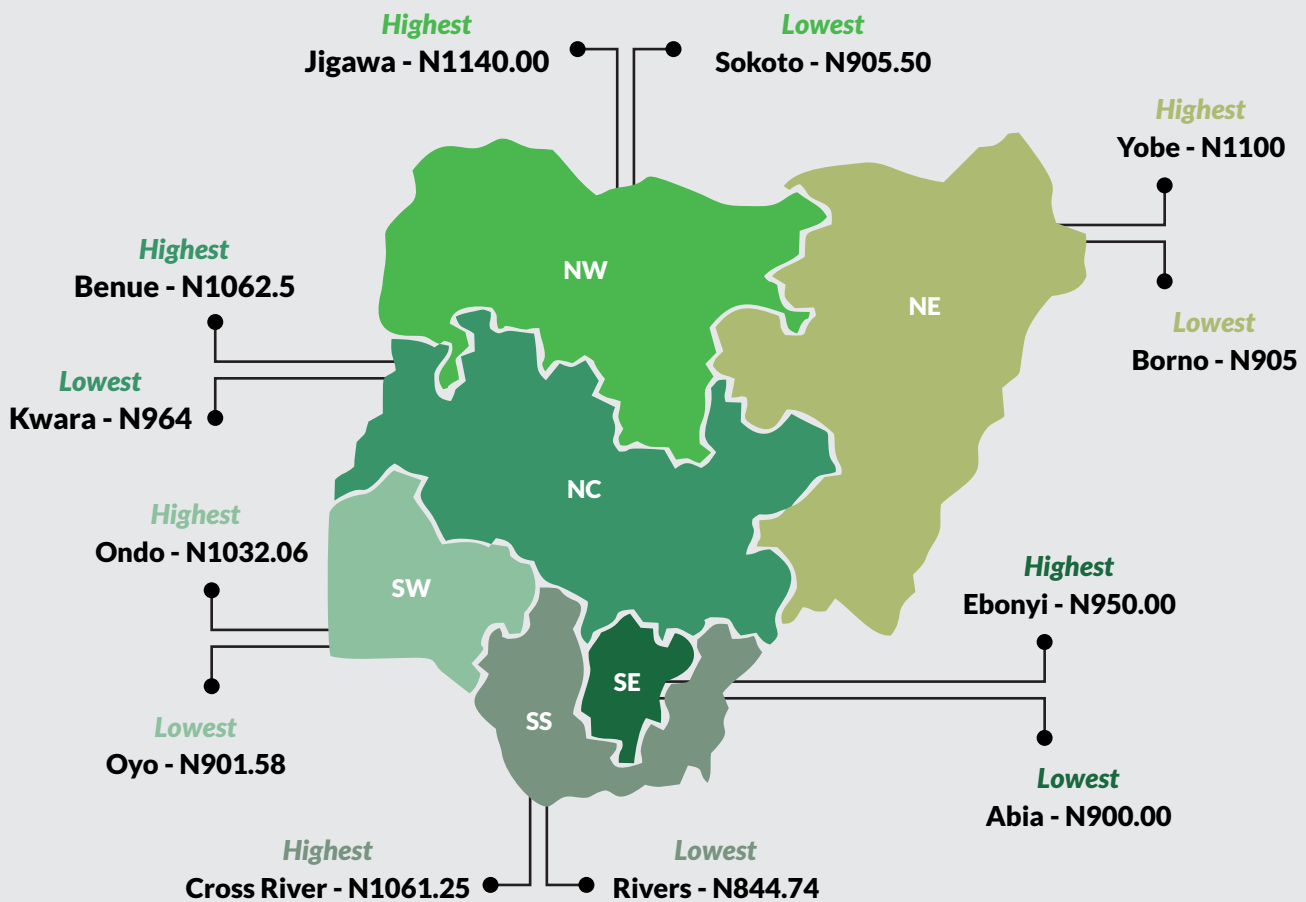 Highest
Jigawa - N1140.00
Lowest
Sokoto - N905.50
Highest
Yobe - N1100
Lowest
Borno - N905
Highest
Benue - N1062.5
Lowest
Kwara - N964
NW
NE
NC
Highest
Ondo - N1032.06
Lowest
Oyo - N901.58
SW
SS
SE
Highest
Ebonyi - N950.00
Lowest
Abia - N900.00
Highest
Cross River - N1061.25
Lowest
Rivers - N844.74